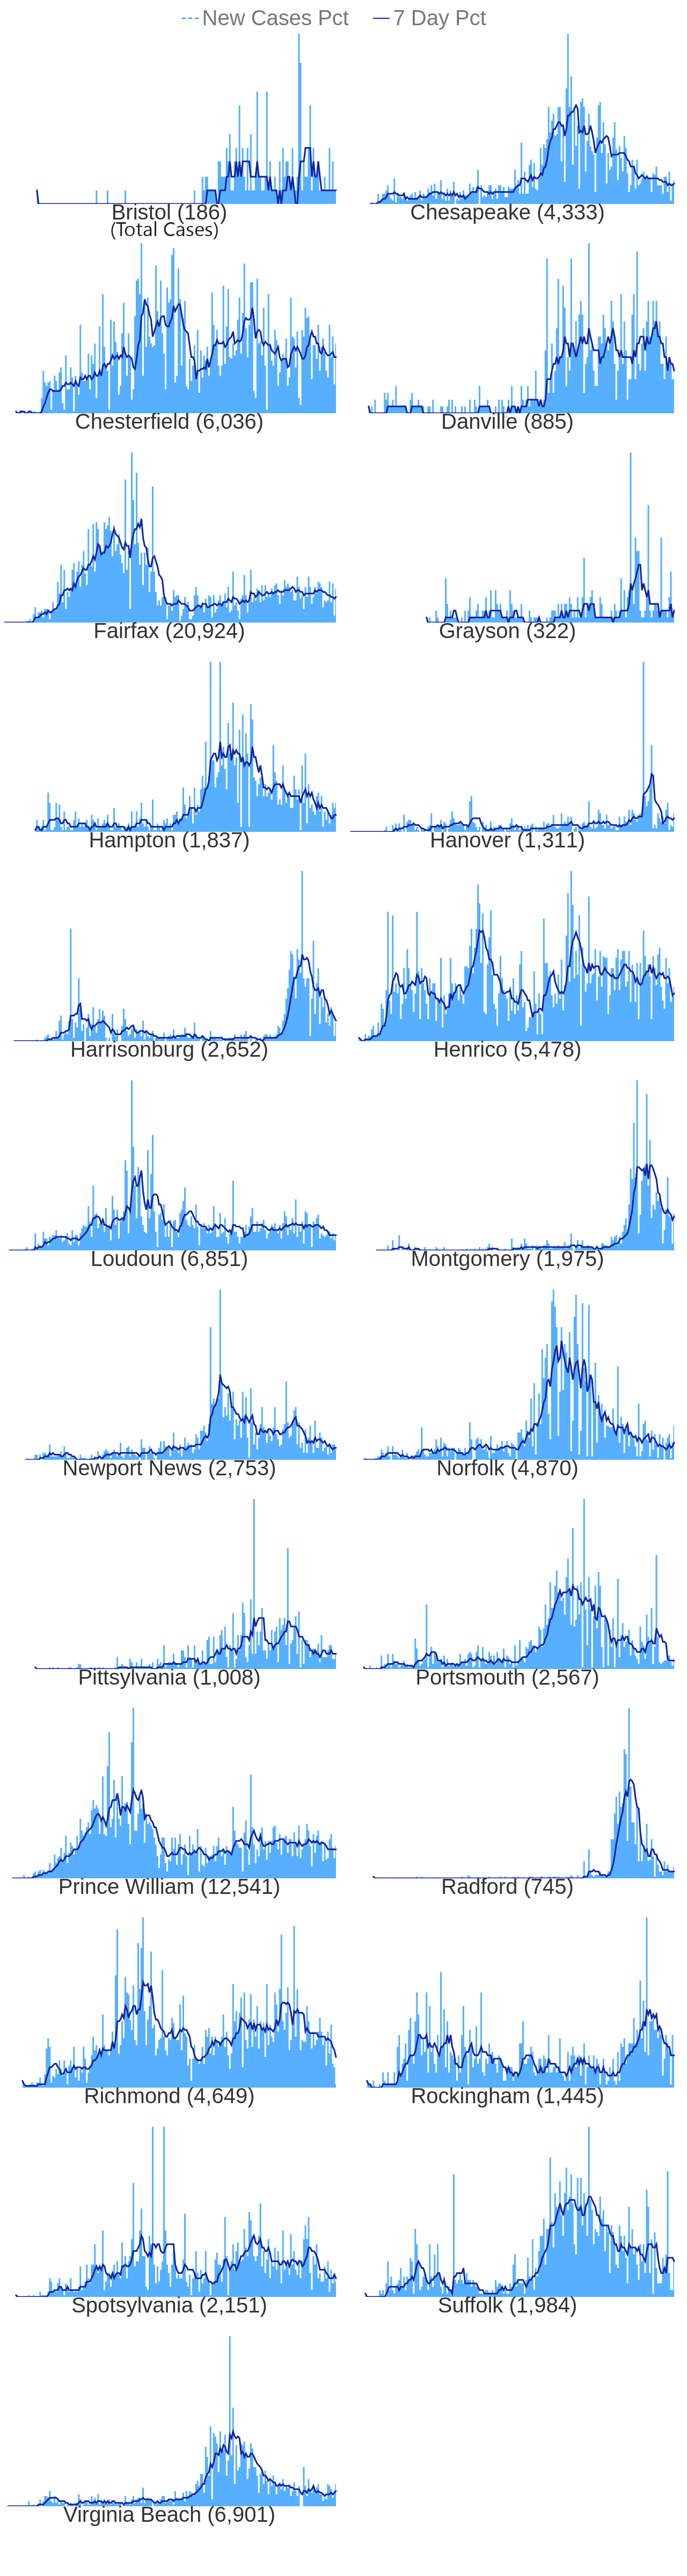 New Cases Pct 7 Day Pct
Bristol (186) Chesapeake (4,333)
(Total Cases)
Chesterfield (6,036) Danville (885)
Fairfax (20,924) Grayson (322)
Hampton (1,837) Hanover (1,311)
Harrisonburg (2,652) Henrico (5,478)
Loudoun (6,851) Montgomery (1,975)
Newport News (2,753) Norfolk (4,870)
Pittsylvania (1,008) Portsmouth (2,567)
Prince William (12,541) Radford (745)
Richmond (4,649) Rockingham (1,445)
Spotsylvania (2,151) Suffolk (1,984)
Virginia Beach (6,901)